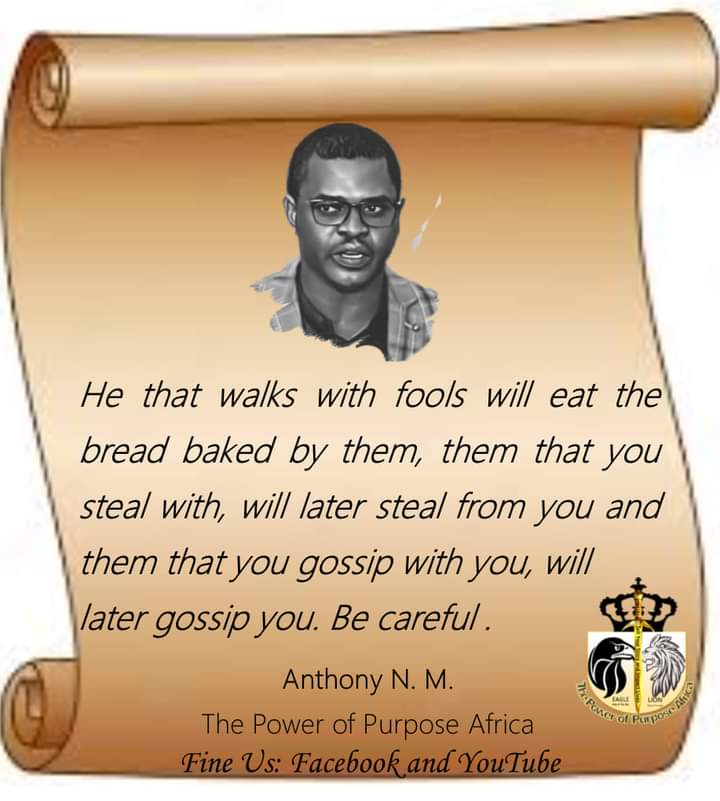 He that walks with fools will eat the
bread baked by them, them that you
steal with, will later steal from you and
them that you gossip with you, will
later gossip you. Be careful .
Anthony N. M.
The Power of Purpose Africa
Fine Us: Facebook and YouTube
EAGLE
LION
The Power of Purpose Africa